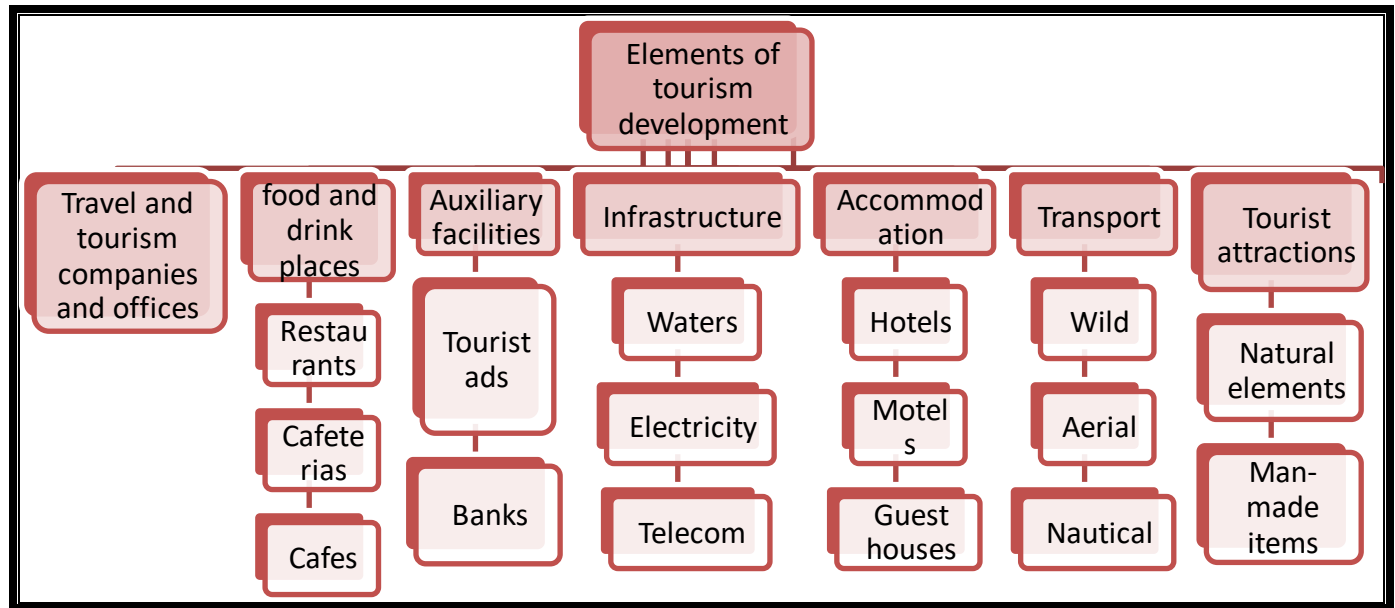 Elements of
tourism
development
Travel and
tourism
companies
and offices
food and
drink
places
Restau
rants
Cafete
rias
Cafes
Auxiliary
facilities
Tourist
ads
Banks
Infrastructure
Waters
Electricity
Telecom
Accommod
ation
Hotels
Motel
s
Guest
houses
Transport
Wild
Aerial
Nautical
Tourist
attractions
Natural
elements
Man-
made
items